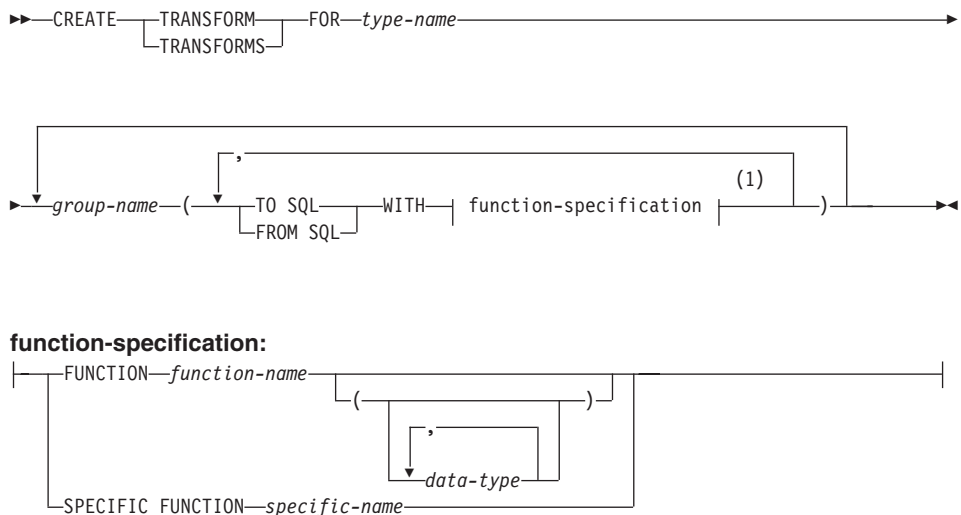 CREATE TRANSFORM FOR type-name
TRANSFORMS
,
(1)
group-name ( TO SQL WITH function-specification )
FROM SQL
function-specification:
FUNCTION function-name
( )
,
data-type
SPECIFIC FUNCTION specific-name